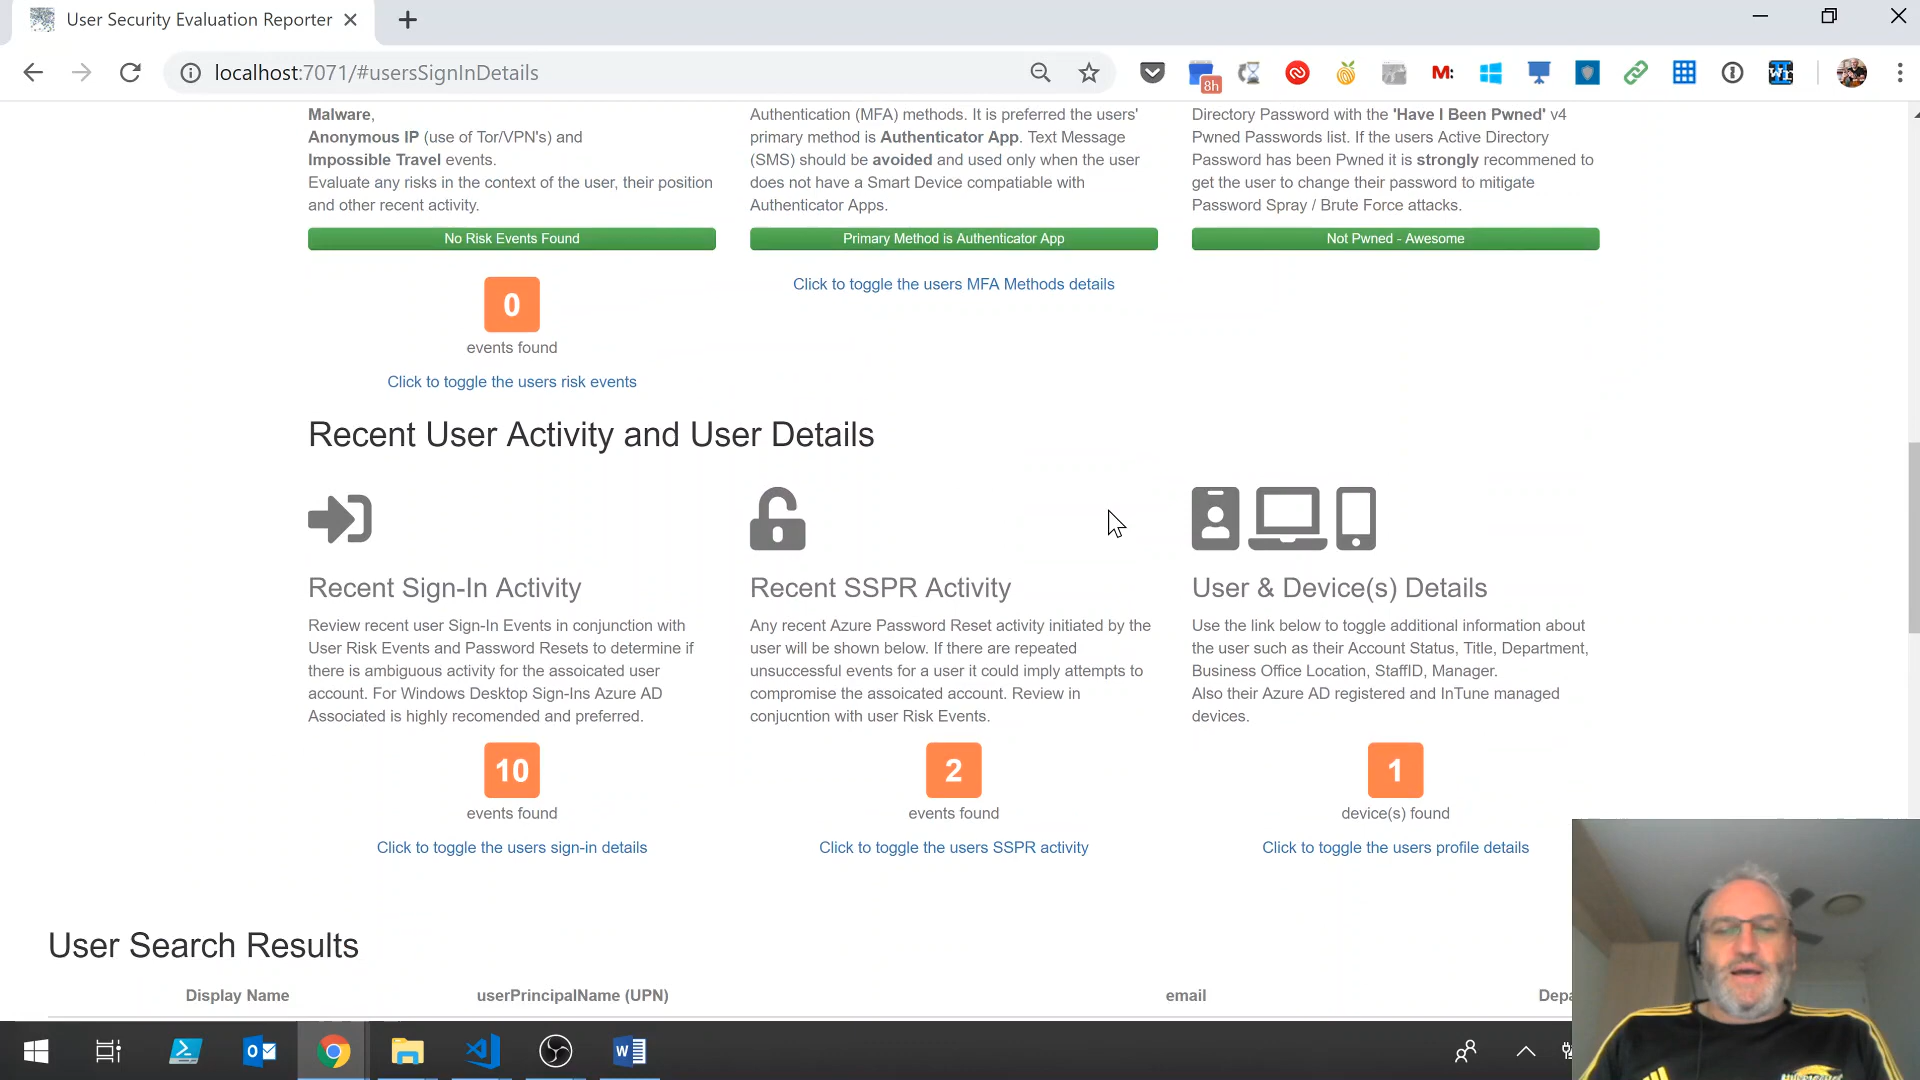 User Security Evaluation Reporter
localhost:7071/#usersSignInDetails
8h
M:
Malware,
Anonymous IP (use of Tor/VPN's) and
Impossible Travel events.
Evaluate any risks in the context of the user, their position
and other recent activity.
No Risk Events Found
0
events found
Click to toggle the users risk events
Authentication (MFA) methods. It is preferred the users'
primary method is Authenticator App. Text Message
(SMS) should be avoided and used only when the user
does not have a Smart Device compatiable with
Authenticator Apps.
Primary Method is Authenticator App
Click to toggle the users MFA Methods details
Directory Password with the 'Have I Been Pwned' v4
Pwned Passwords list. If the users Active Directory
Password has been Pwned it is strongly recommened to
get the user to change their password to mitigate
Password Spray / Brute Force attacks.
Not Pwned - Awesome
Recent User Activity and User Details
Recent Sign-In Activity
Review recent user Sign-In Events in conjunction with
User Risk Events and Password Resets to determine if
there is ambiguous activity for the assoicated user
account. For Windows Desktop Sign-Ins Azure AD
Associated is highly recomended and preferred.
10
events found
Click to toggle the users sign-in details
Recent SSPR Activity
Any recent Azure Password Reset activity initiated by the
user will be shown below. If there are repeated
unsuccessful events for a user it could imply attempts to
compromise the assoicated account. Review in
conjucntion with user Risk Events.
2
events found
Click to toggle the users SSPR activity
User & Device(s) Details
Use the link below to toggle additional information about
the user such as their Account Status, Title, Department,
Business Office Location, StaffID, Manager.
Also their Azure AD registered and InTune managed
devices.
1
device(s) found
Click to toggle the users profile details
User Search Results
Display Name
userPrincipalName (UPN)
email